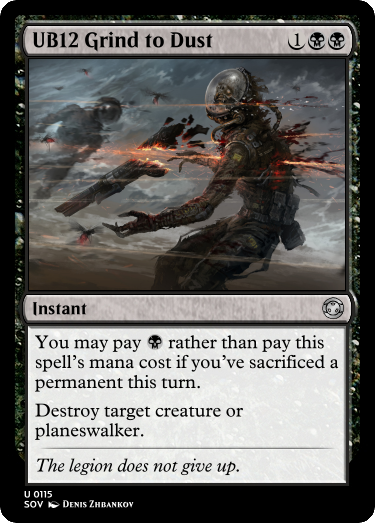 UB12 Grind to Dust 1
Instant
You may pay rather than pay this
spell's mana cost if you've sacrificed a
permanent this turn.
Destroy target creature or
planeswalker.
The legion does not give up.
U 0115
SOV Denis Zhbankov